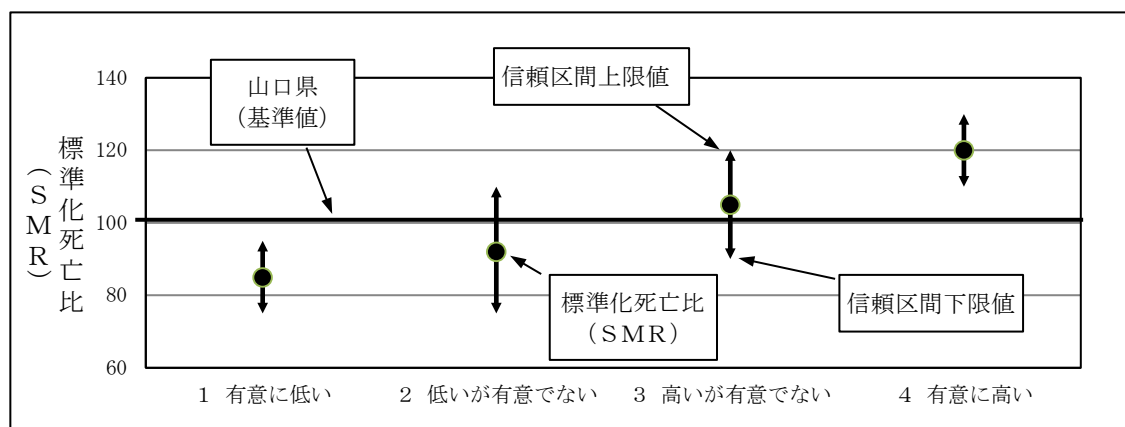 標準化死亡比
（ＳＭＲ）
140
120
100
80
60
山口県
（基準値）
信頼区間上限値
標準化死亡比
（ＳＭＲ）
信頼区間下限値
1 有意に低い
2 低いが有意でない
3 高いが有意でない
4 有意に高い